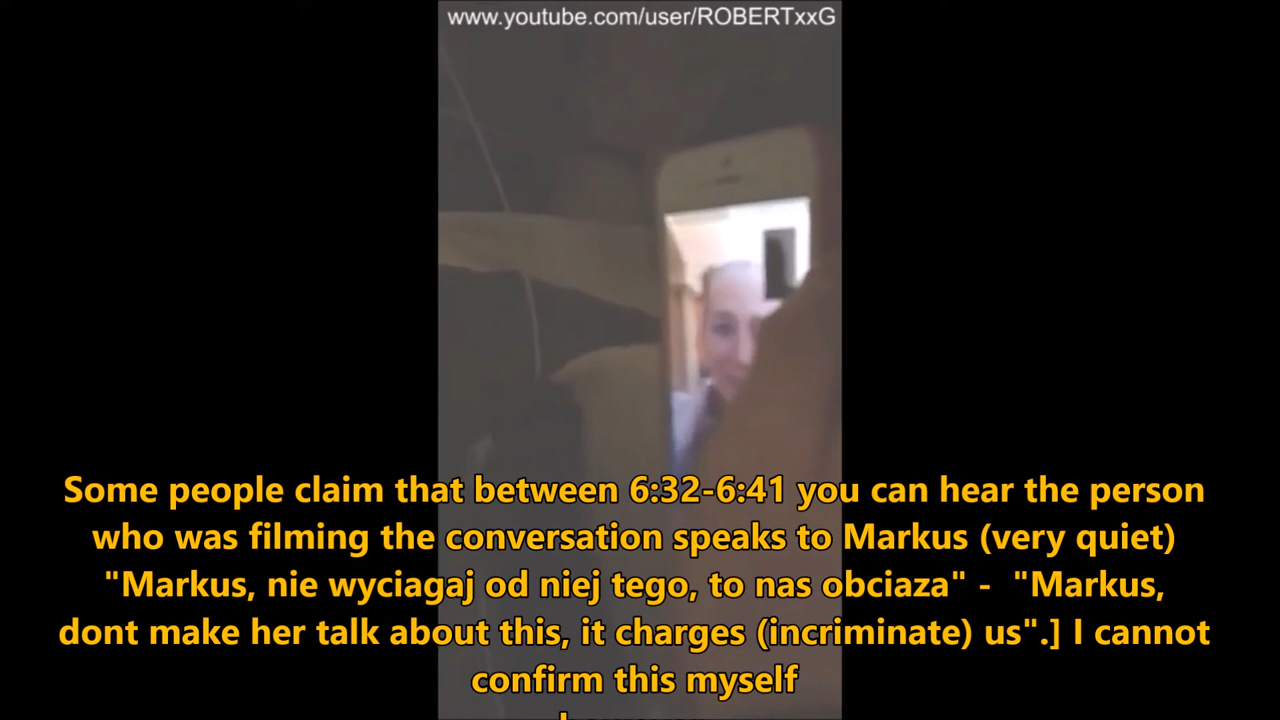 www.youtube.com/user/ROBERTxxG
Some people claim that between 6:32-6:41 you can hear the person
who was filming the conversation speaks to Markus (very quiet)
"Markus, nie wyciagaj od niej tego, to nas obciaza" -  "Markus,
dont make her talk about this, it charges (incriminate) us".] I cannot
confirm this myself